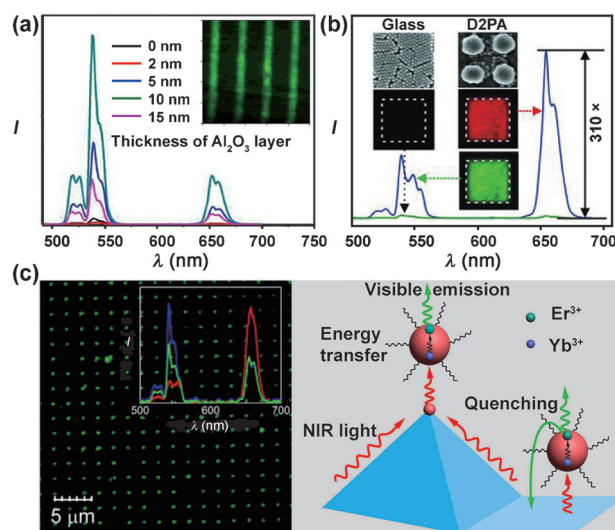 (a)
0 nm
2 nm
5 nm
10 nm
15 nm
Thickness of Al₂O₃ layer
I
500 550 600 650 700 750
λ (nm)
(b)
Glass
D2PA
310 ×
I
500 550 600 650 700
λ (nm)
(c)
I
500 600 700
λ (nm)
5 μm
Visible emission
Energy
transfer
Er³⁺
Yb³⁺
NIR light
Quenching